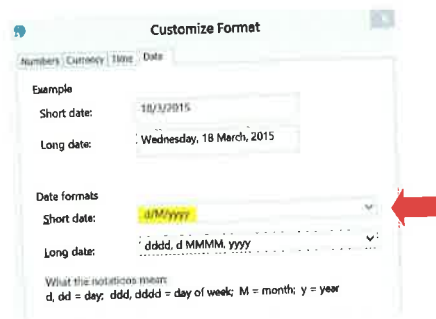 Customize Format
Numbers Currency Time Date
Example
Short date: 18/3/2015
Long date: Wednesday, 18 March, 2015
Date formats
Short date: d/M/yyyy
Long date: dddd, d MMMM, yyyy
What the notations mean:
d, dd = day; ddd, dddd = day of week; M = month; y = year